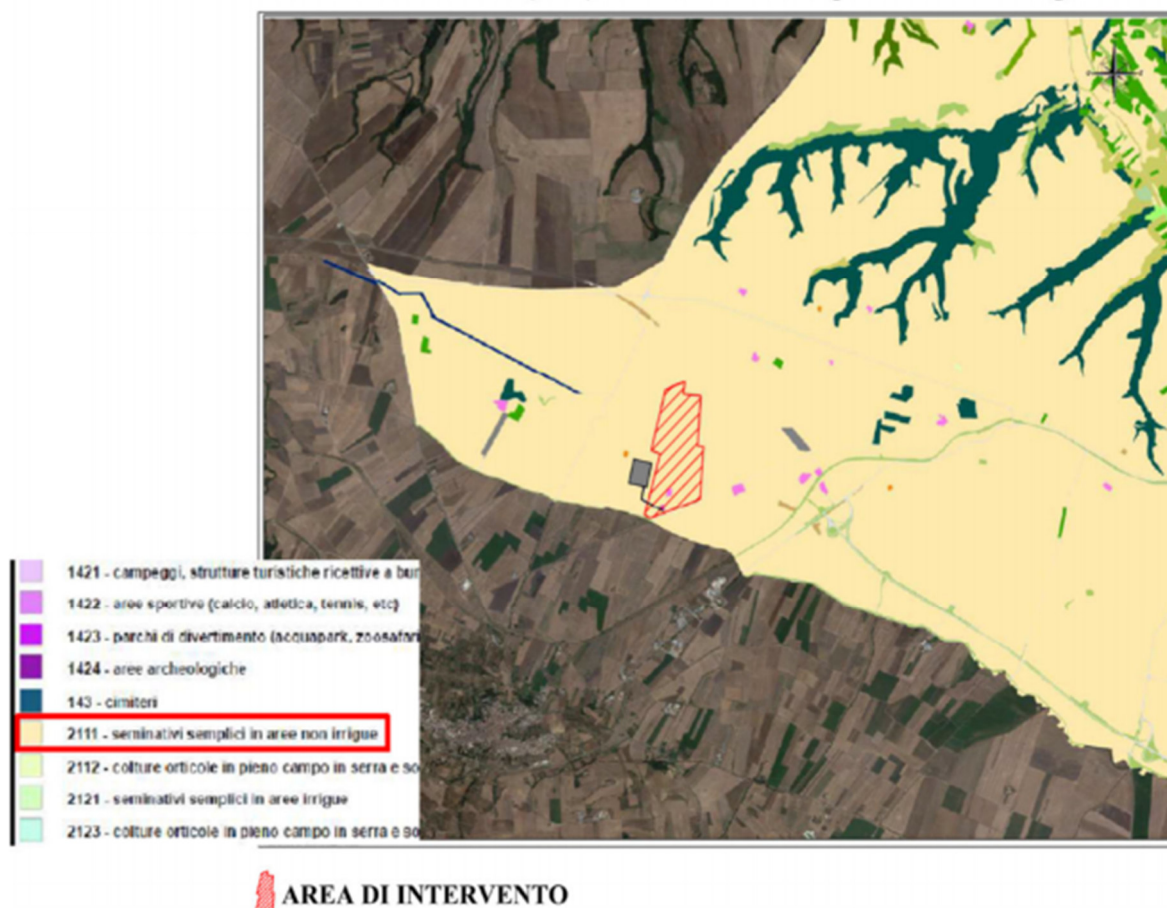 1421 - campeggi, strutture turistiche ricettive a bun
1422 - aree sportive (calcio, atletica, tennis, etc)
1423 - parchi di divertimento (acquapark, zoosafari
1424 - aree archeologiche
143 - cimiteri
2111 - seminativi semplici in aree non irrigue
2112 - colture orticole in pieno campo in serra e so
2121 - seminativi semplici in aree irrigue
2123 - colture orticole in pieno campo in serra e so
AREA DI INTERVENTO